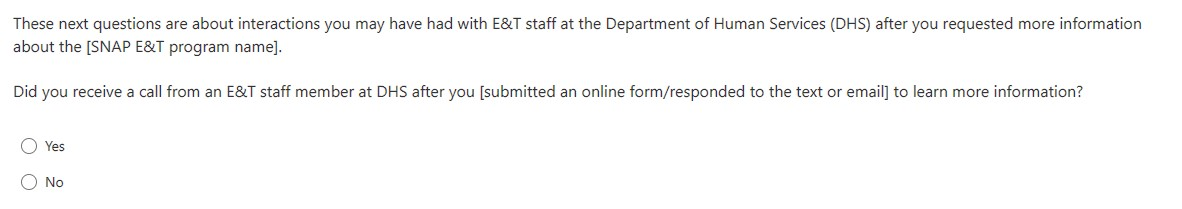 These next questions are about interactions you may have had with E&T staff at the Department of Human Services (DHS) after you requested more information
about the [SNAP E&T program name].
Did you receive a call from an E&T staff member at DHS after you [submitted an online form/responded to the text or email] to learn more information?
Yes
No